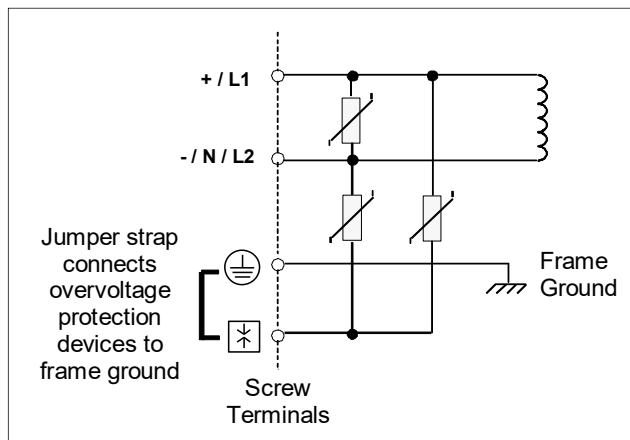 + / L1
- / N / L2
Jumper strap
connects
overvoltage
protection
devices to
frame ground
Frame
Ground
Screw
Terminals